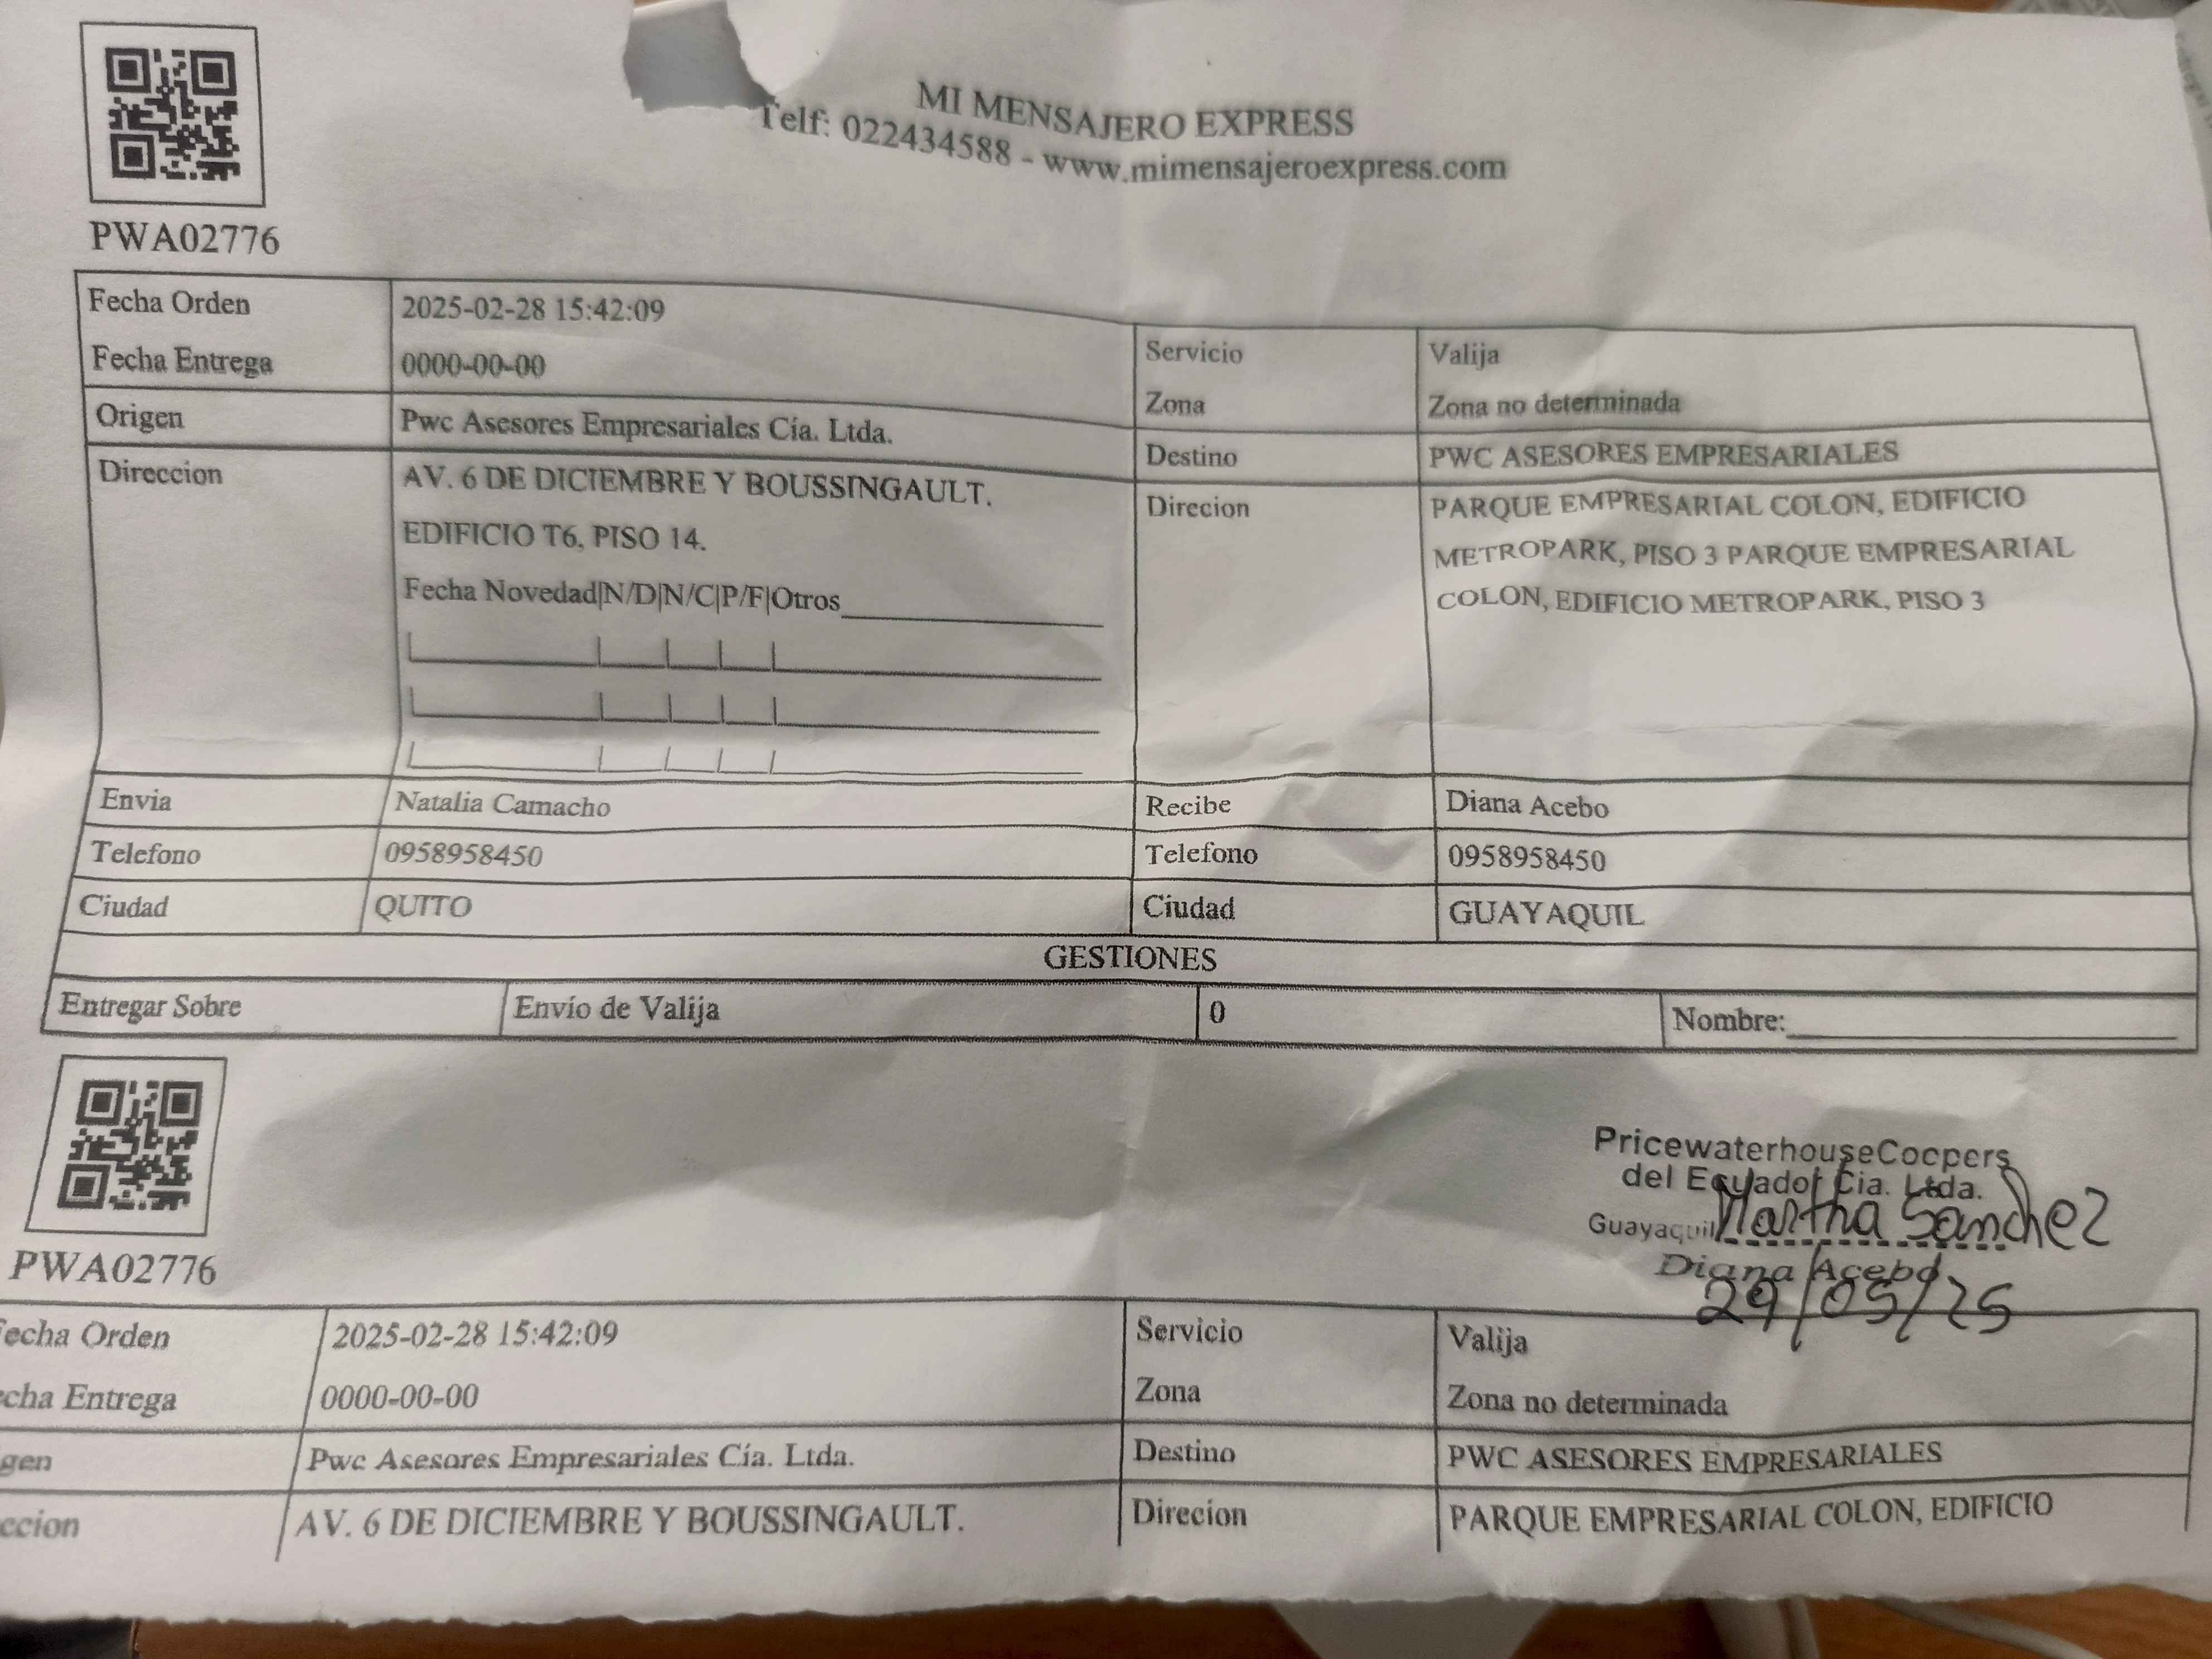 MI MENSAJERO EXPRESS
Telf: 022434588 - www.mimensajeroexpress.com
PWA02776
Fecha Orden 2025-02-28 15:42:09
Fecha Entrega 0000-00-00
Servicio Valija
Zona Zona no determinada
Origen Pwc Asesores Empresariales Cía. Ltda.
Destino PWC ASESORES EMPRESARIALES
Direccion AV. 6 DE DICIEMBRE Y BOUSSINGAULT.
EDIFICIO T6, PISO 14.
Fecha Novedad|N/D|N/C|P/F|Otros
Direcion PARQUE EMPRESARIAL COLON, EDIFICIO
METROPARK, PISO 3 PARQUE EMPRESARIAL
COLON, EDIFICIO METROPARK, PISO 3
Envia Natalia Camacho Recibe Diana Acebo
Telefono 0958958450 Telefono 0958958450
Ciudad QUITO Ciudad GUAYAQUIL
GESTIONES
Entregar Sobre Envío de Valija 0 Nombre:
PricewaterhouseCoopers
del Ecuador Cia. Ltda.
Guayaquil Martha Sanchez
Diana Acebo
PWA02776
echa Orden 2025-02-28 15:42:09 Servicio Valija
cha Entrega 0000-00-00 Zona Zona no determinada
gen Pwc Asesores Empresariales Cía. Ltda. Destino PWC ASESORES EMPRESARIALES
ccion AV. 6 DE DICIEMBRE Y BOUSSINGAULT. Direcion PARQUE EMPRESARIAL COLON, EDIFICIO